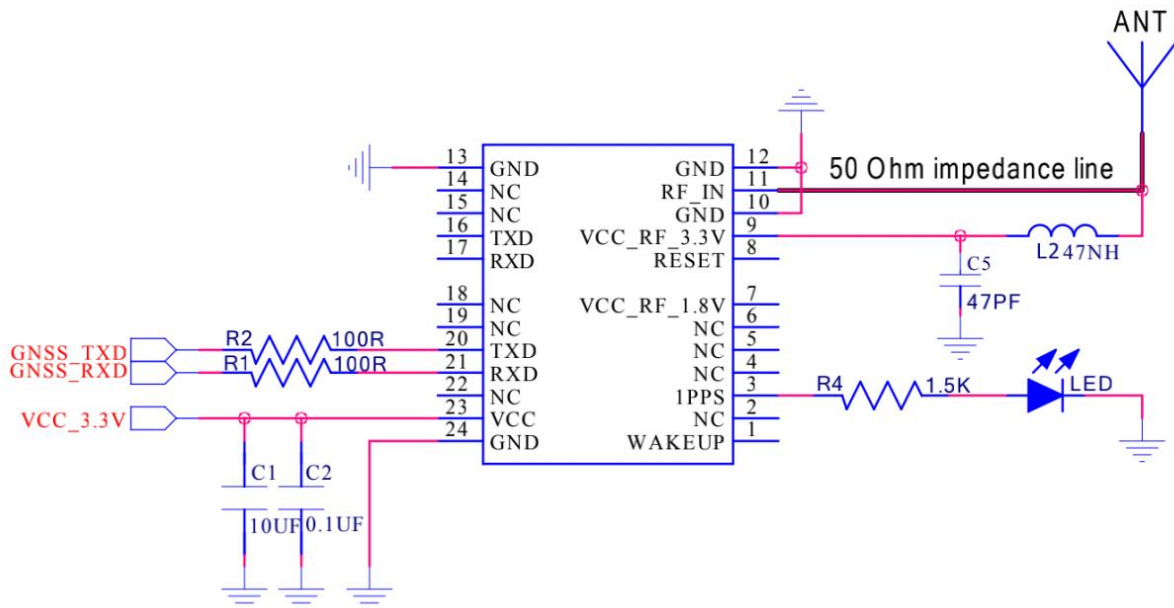 ANT
50 Ohm impedance line
13 GND GND 12
14 NC RF_IN 11
15 NC GND 10
16 TXD VCC_RF_3.3V 9
17 RXD RESET 8
L2 47NH
C5
47PF
18 NC VCC_RF_1.8V 7
19 NC NC 6
GNSS_TXD R2 100R 20 TXD NC 5
GNSS_RXD R1 100R 21 RXD NC 4
22 NC 1PPS 3 R4 1.5K LED
VCC_3.3V 23 VCC NC 2
24 GND WAKEUP 1
C1 C2
10UF 0.1UF